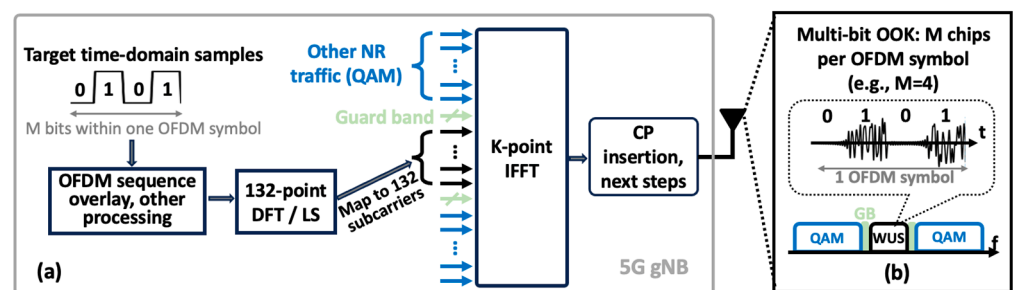 Target time-domain samples
0 1 0 1
M bits within one OFDM symbol
OFDM sequence
overlay, other
processing
132-point
DFT / LS
Map to 132
subcarriers
Other NR
traffic (QAM)
Guard band
K-point
IFFT
CP
insertion,
next steps
5G gNB
(a)
Multi-bit OOK: M chips
per OFDM symbol
(e.g., M=4)
0 1 0 1
t
1 OFDM symbol
GB
QAM
WUS
QAM
f
(b)